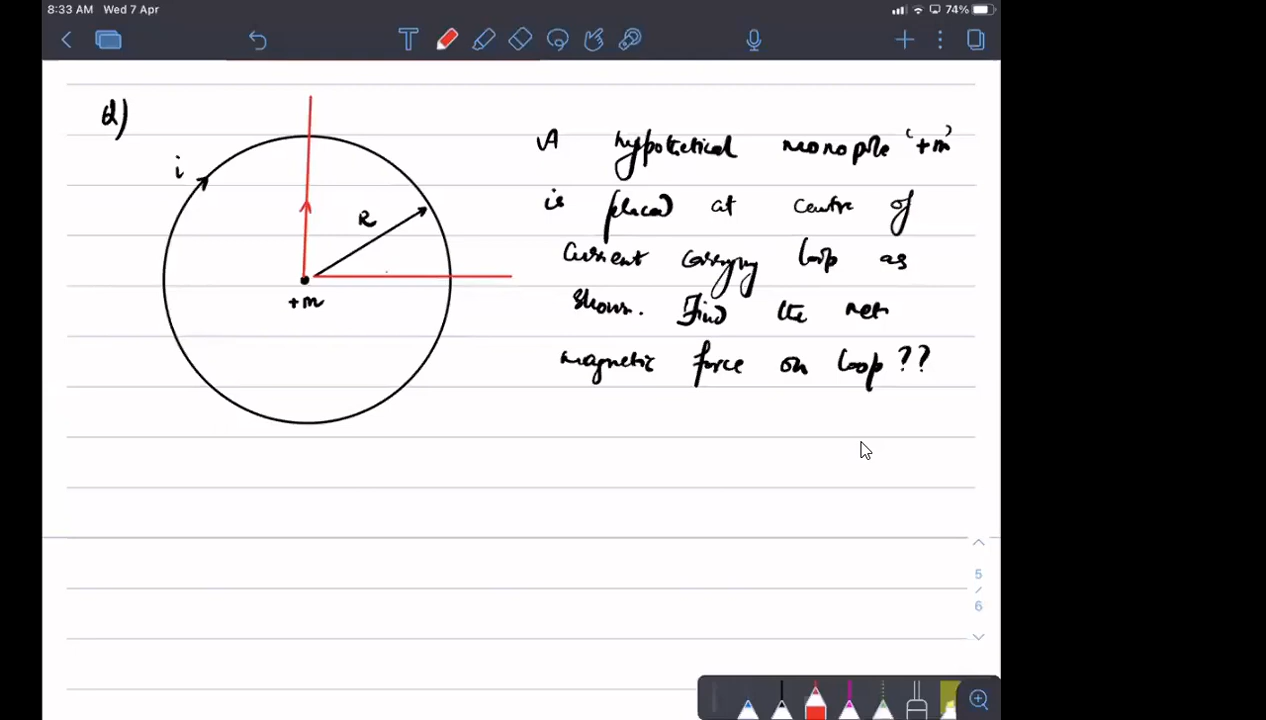 8:33 AM Wed 7 Apr
74%
T
Q)
A hypothetical monopole '+m'
i
is placed at centre of
R
current carrying loop as
+m
shown. Find the net
magnetic force on loop ??
5
/
6